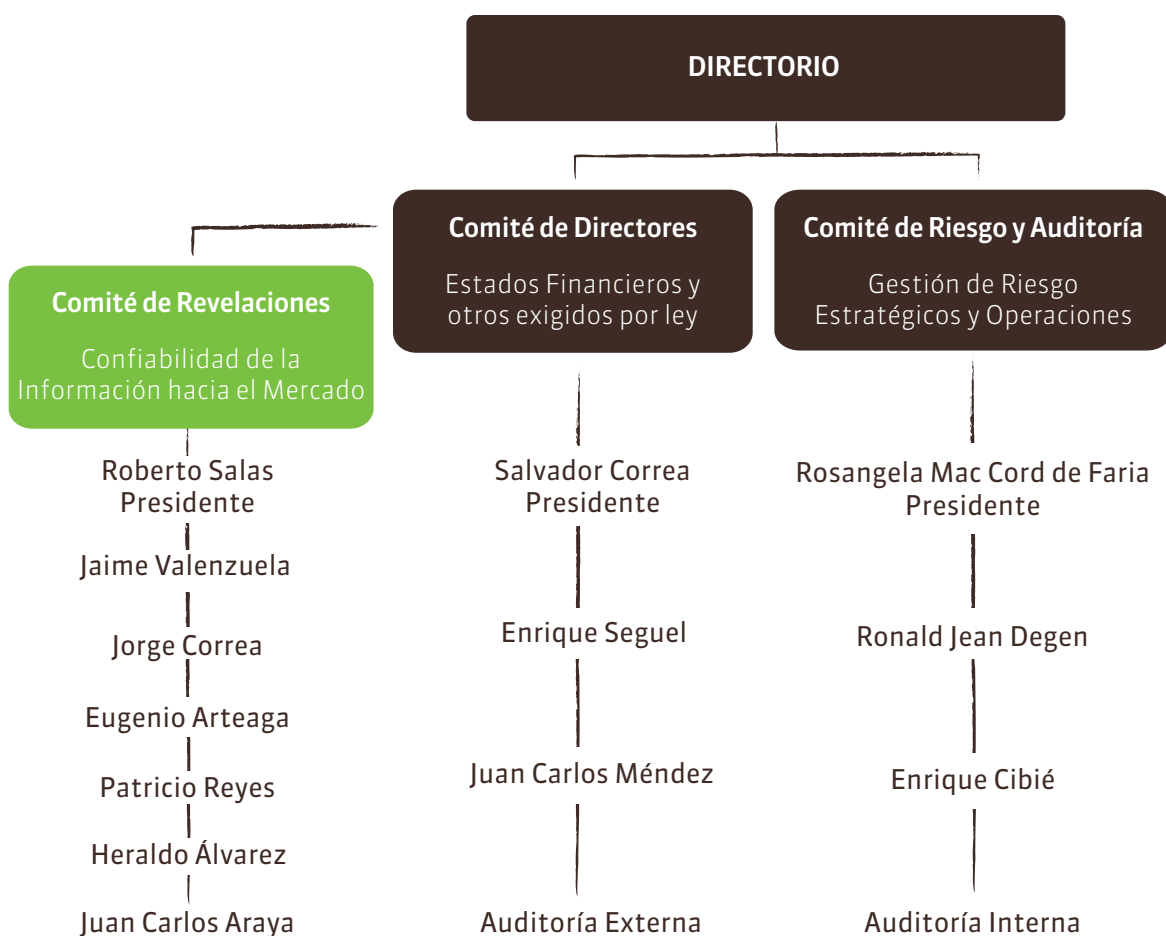 DIRECTORIO
Comité de Directores
Estados Financieros y
otros exigidos por ley
Comité de Riesgo y Auditoría
Gestión de Riesgo
Estratégicos y Operaciones
Comité de Revelaciones
Confiabilidad de la
Información hacia el Mercado
Roberto Salas
Presidente
Jaime Valenzuela
Jorge Correa
Eugenio Arteaga
Patricio Reyes
Heraldo Álvarez
Juan Carlos Araya
Salvador Correa
Presidente
Enrique Seguel
Juan Carlos Méndez
Auditoría Externa
Rosangela Mac Cord de Faria
Presidente
Ronald Jean Degen
Enrique Cibié
Auditoría Interna